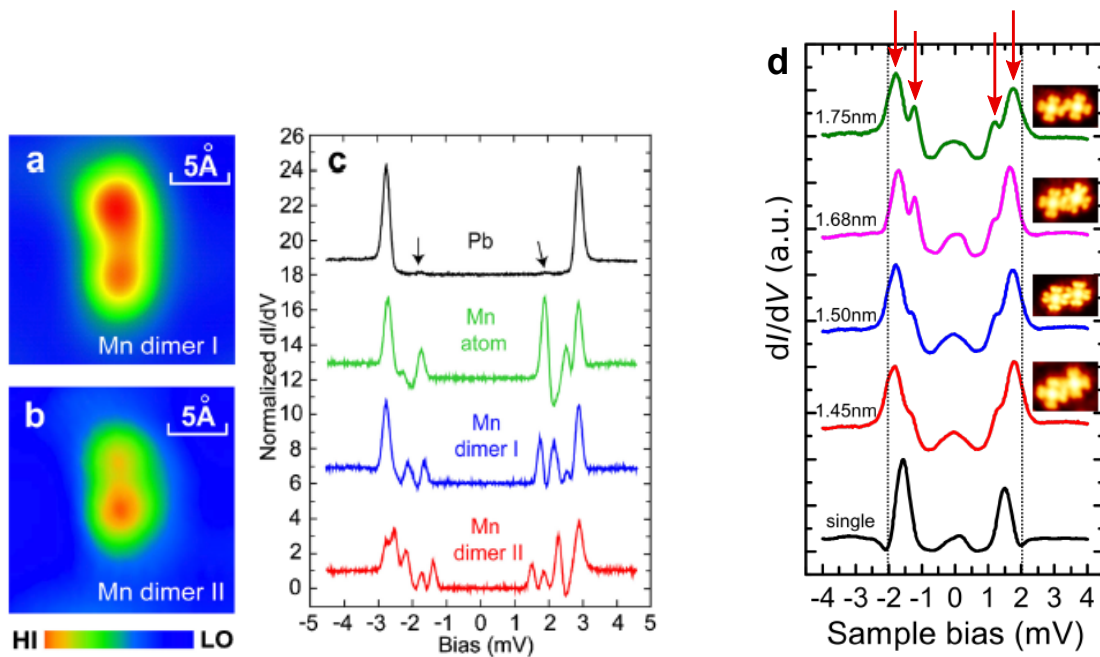 a
5Å
Mn dimer I
b
5Å
Mn dimer II
HI LO
c
Normalized dI/dV
26
24
22
20
18
16
14
12
10
8
6
4
2
0
Pb
Mn
atom
Mn
dimer I
Mn
dimer II
-5 -4 -3 -2 -1 0 1 2 3 4 5
Bias (mV)
d
dI/dV (a.u.)
1.75nm
1.68nm
1.50nm
1.45nm
single
-4 -3 -2 -1 0 1 2 3 4
Sample bias (mV)